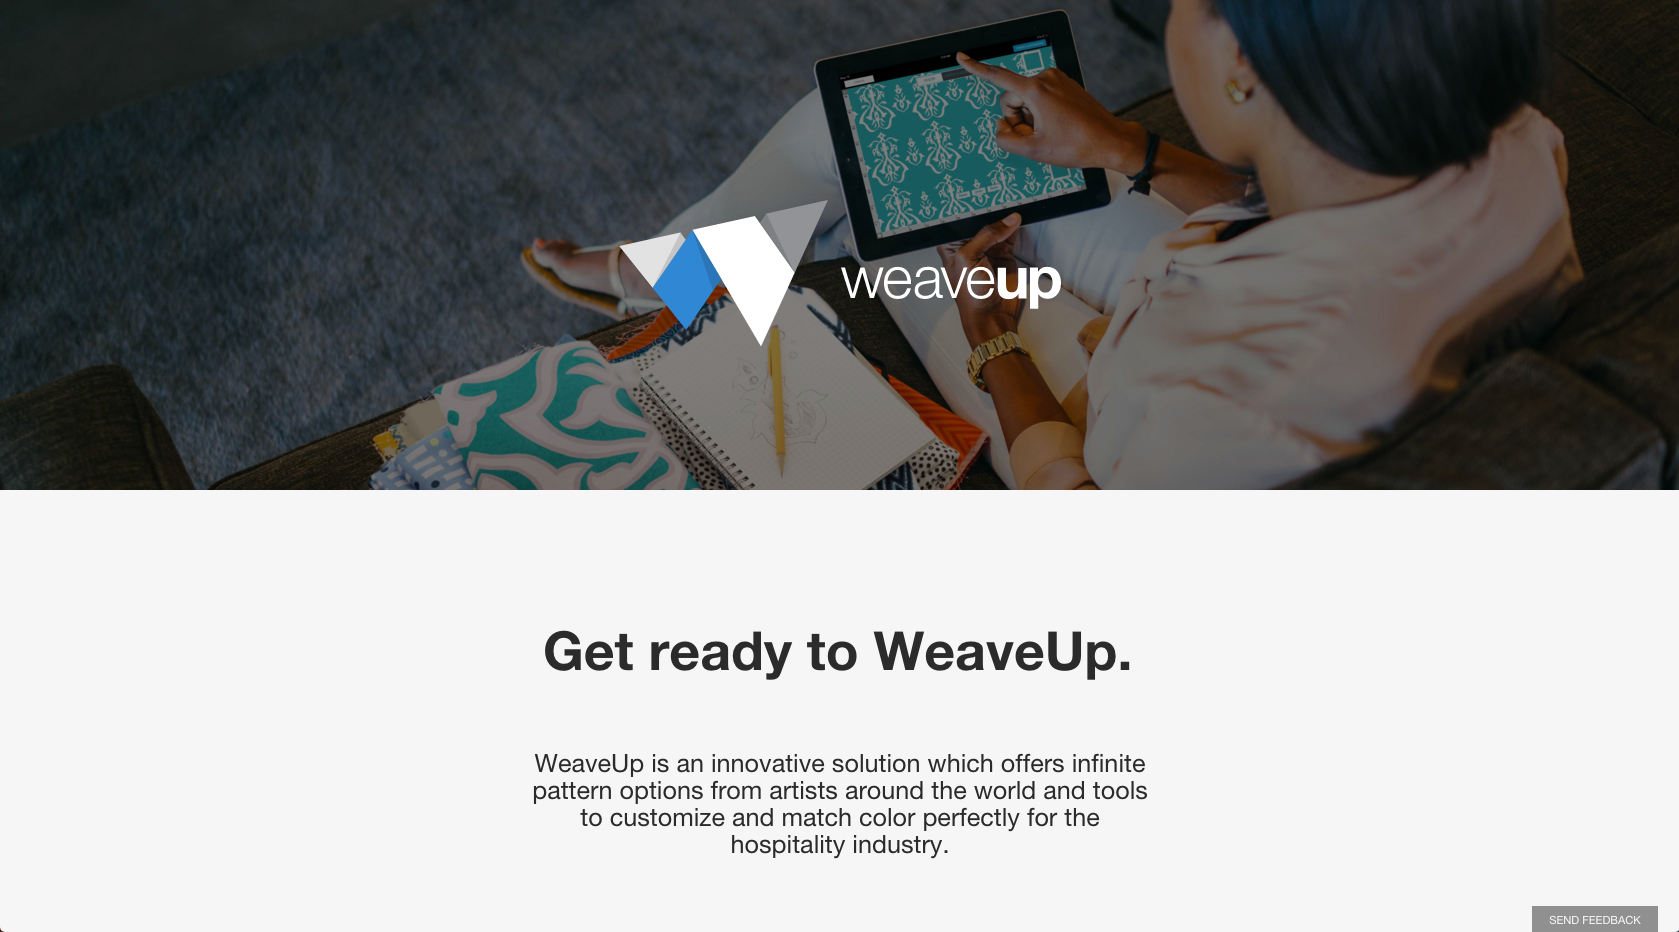 weaveup
Get ready to WeaveUp.
WeaveUp is an innovative solution which offers infinite
pattern options from artists around the world and tools
to customize and match color perfectly for the
hospitality industry.
SEND FEEDBACK